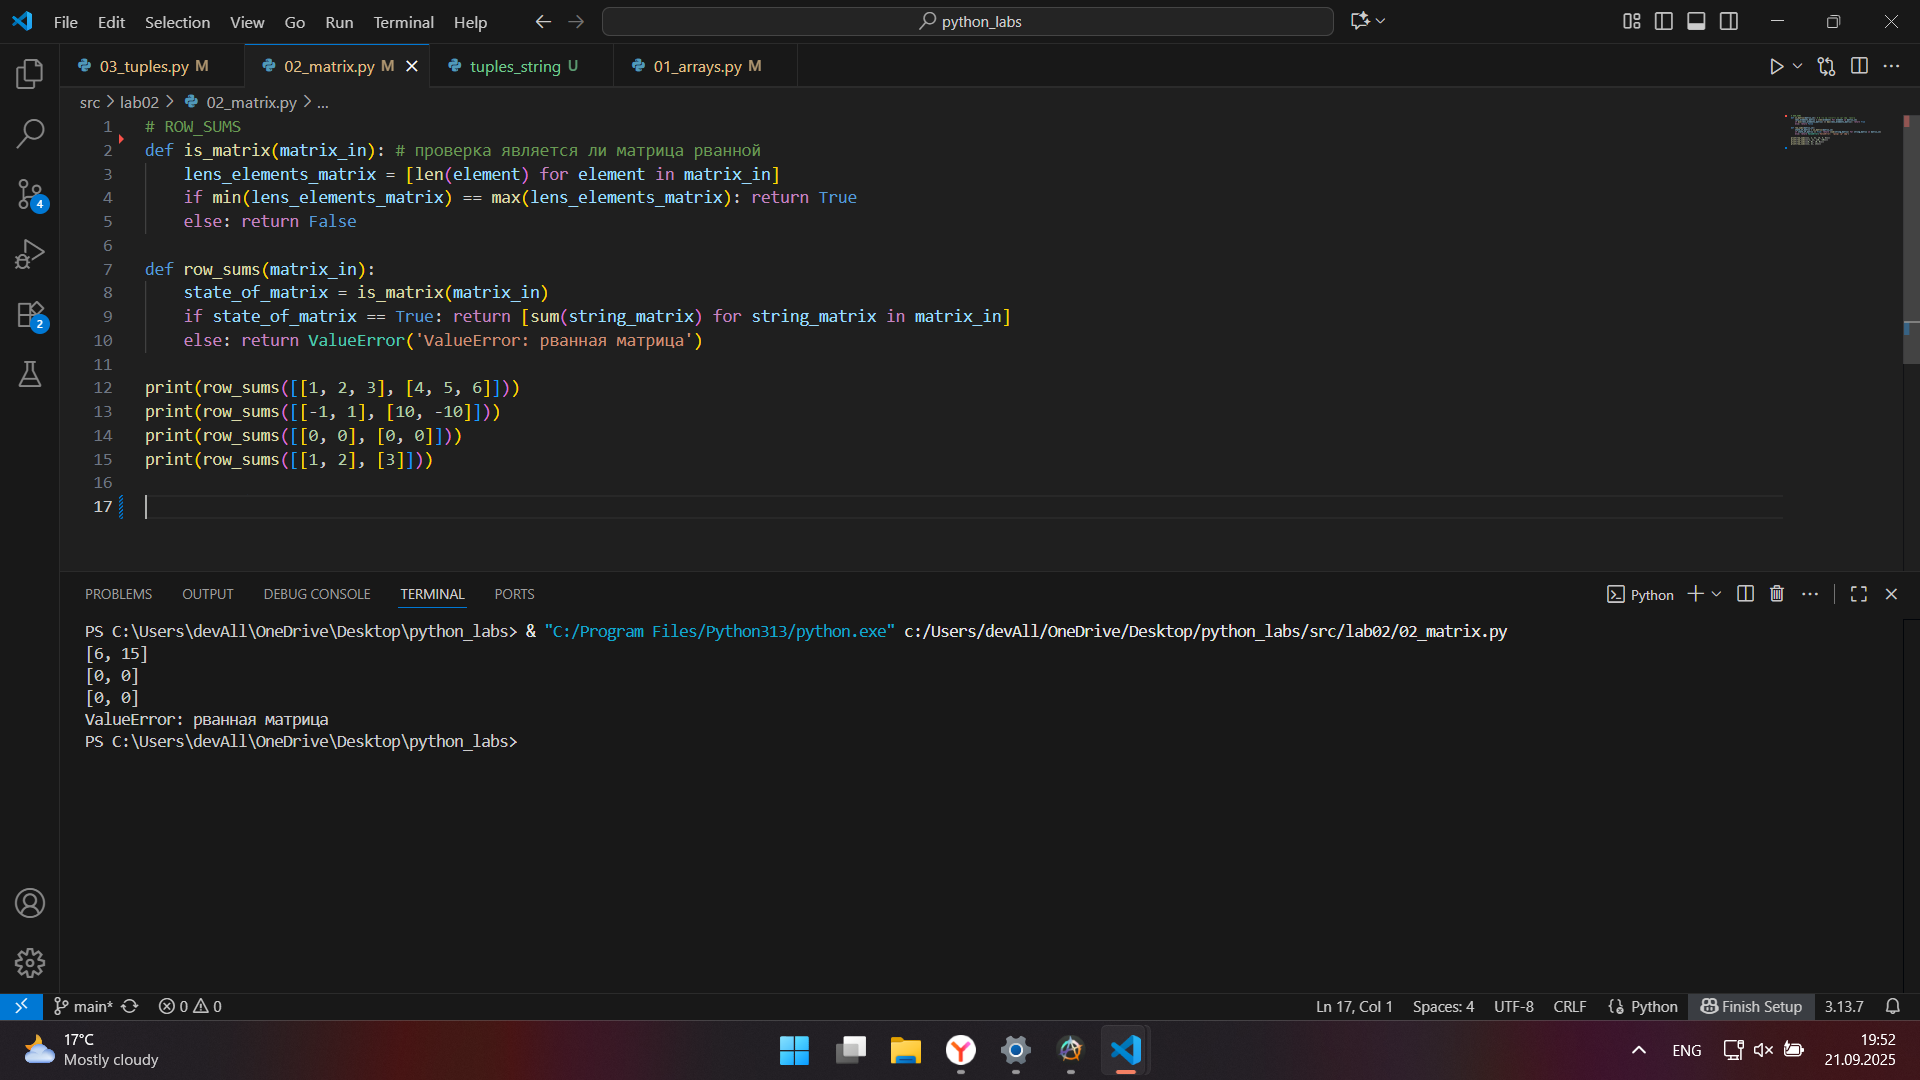 File Edit Selection View Go Run Terminal Help
python_labs
03_tuples.py M
02_matrix.py M
tuples_string U
01_arrays.py M
src > lab02 > 02_matrix.py > ...
1 # ROW_SUMS
2 def is_matrix(matrix_in): # проверка является ли матрица рванной
3 lens_elements_matrix = [len(element) for element in matrix_in]
4 if min(lens_elements_matrix) == max(lens_elements_matrix): return True
5 else: return False
6
7 def row_sums(matrix_in):
8 state_of_matrix = is_matrix(matrix_in)
9 if state_of_matrix == True: return [sum(string_matrix) for string_matrix in matrix_in]
10 else: return ValueError('ValueError: рванная матрица')
11
12 print(row_sums([[1, 2, 3], [4, 5, 6]]))
13 print(row_sums([[-1, 1], [10, -10]]))
14 print(row_sums([[0, 0], [0, 0]]))
15 print(row_sums([[1, 2], [3]]))
16
17
4
2
PROBLEMS OUTPUT DEBUG CONSOLE TERMINAL PORTS
Python
PS C:\Users\devAll\OneDrive\Desktop\python_labs> & "C:/Program Files/Python313/python.exe" c:/Users/devAll/OneDrive/Desktop/python_labs/src/lab02/02_matrix.py
[6, 15]
[0, 0]
[0, 0]
ValueError: рванная матрица
PS C:\Users\devAll\OneDrive\Desktop\python_labs>
main* 0 0
Ln 17, Col 1 Spaces: 4 UTF-8 CRLF Python Finish Setup 3.13.7
17°C
Mostly cloudy
ENG
19:52
21.09.2025